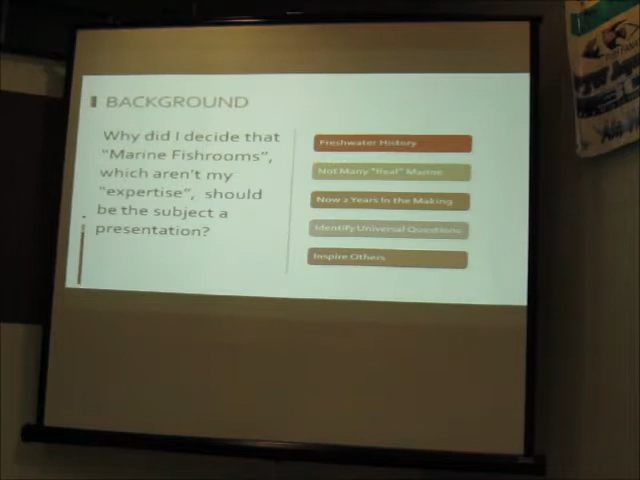 BACKGROUND
Why did I decide that
"Marine Fishrooms",
which aren't my
"expertise", should
be the subject a
presentation?
Freshwater History
Not Many "Real" Marine
Now 2 Years In the Making
Identify Universal Questions
Inspire Others